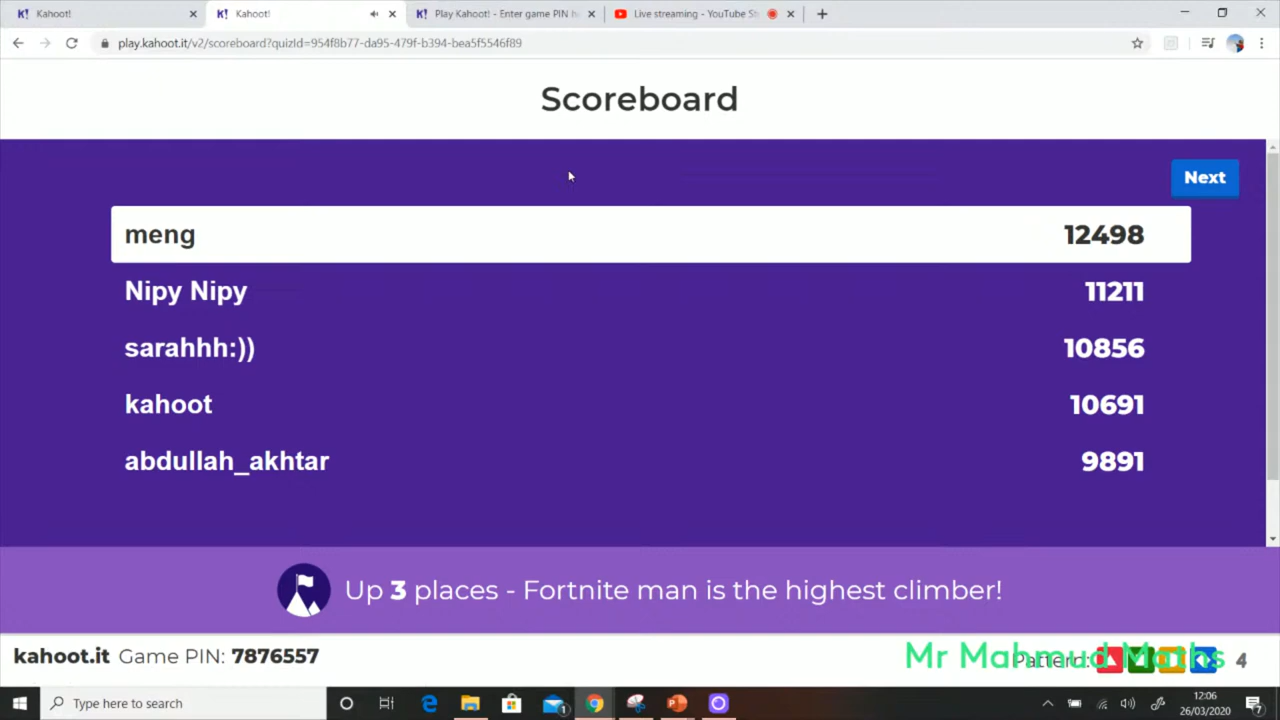 Kahoot!
Kahoot!
Play Kahoot! - Enter game PIN h
Live streaming - YouTube S
play.kahoot.it/v2/scoreboard?quizId=954f8b77-da95-479f-b394-bea5f5546f89
Scoreboard
Next
meng 12498
Nipy Nipy 11211
sarahhh:)) 10856
kahoot 10691
abdullah_akhtar 9891
Up 3 places - Fortnite man is the highest climber!
kahoot.it Game PIN: 7876557
Pattern: 4
Mr Mahmud Maths
Type here to search
1
12:06
26/03/2020
7